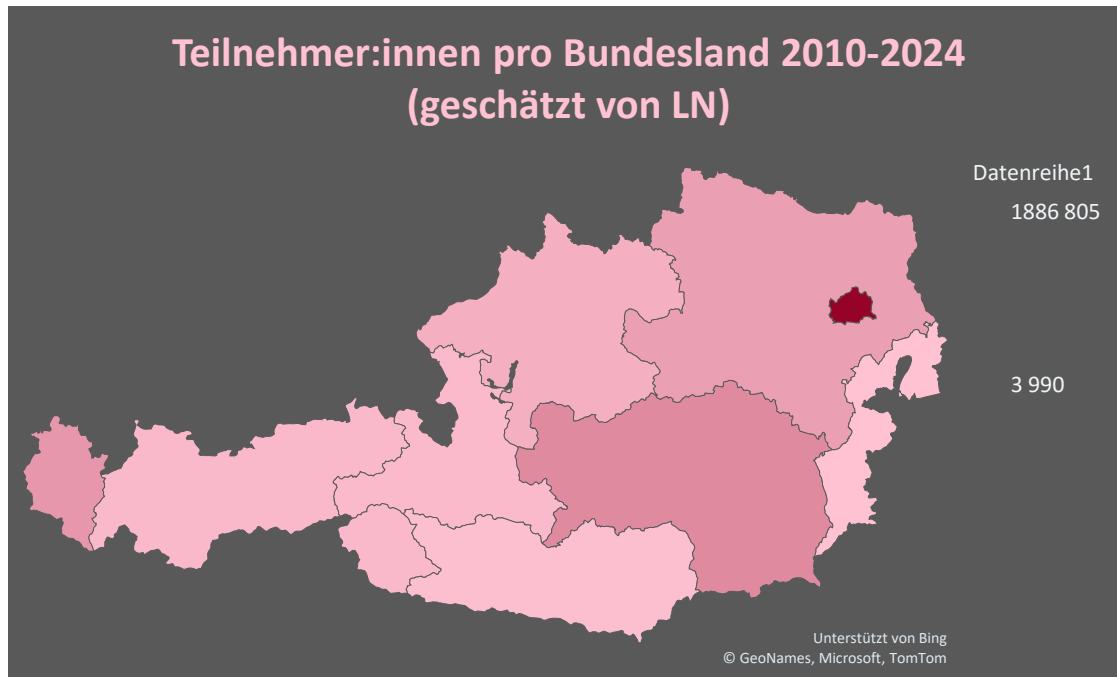 Teilnehmer:innen pro Bundesland 2010-2024
(geschätzt von LN)
Datenreihe1
1886 805
3 990
Unterstützt von Bing
© GeoNames, Microsoft, TomTom